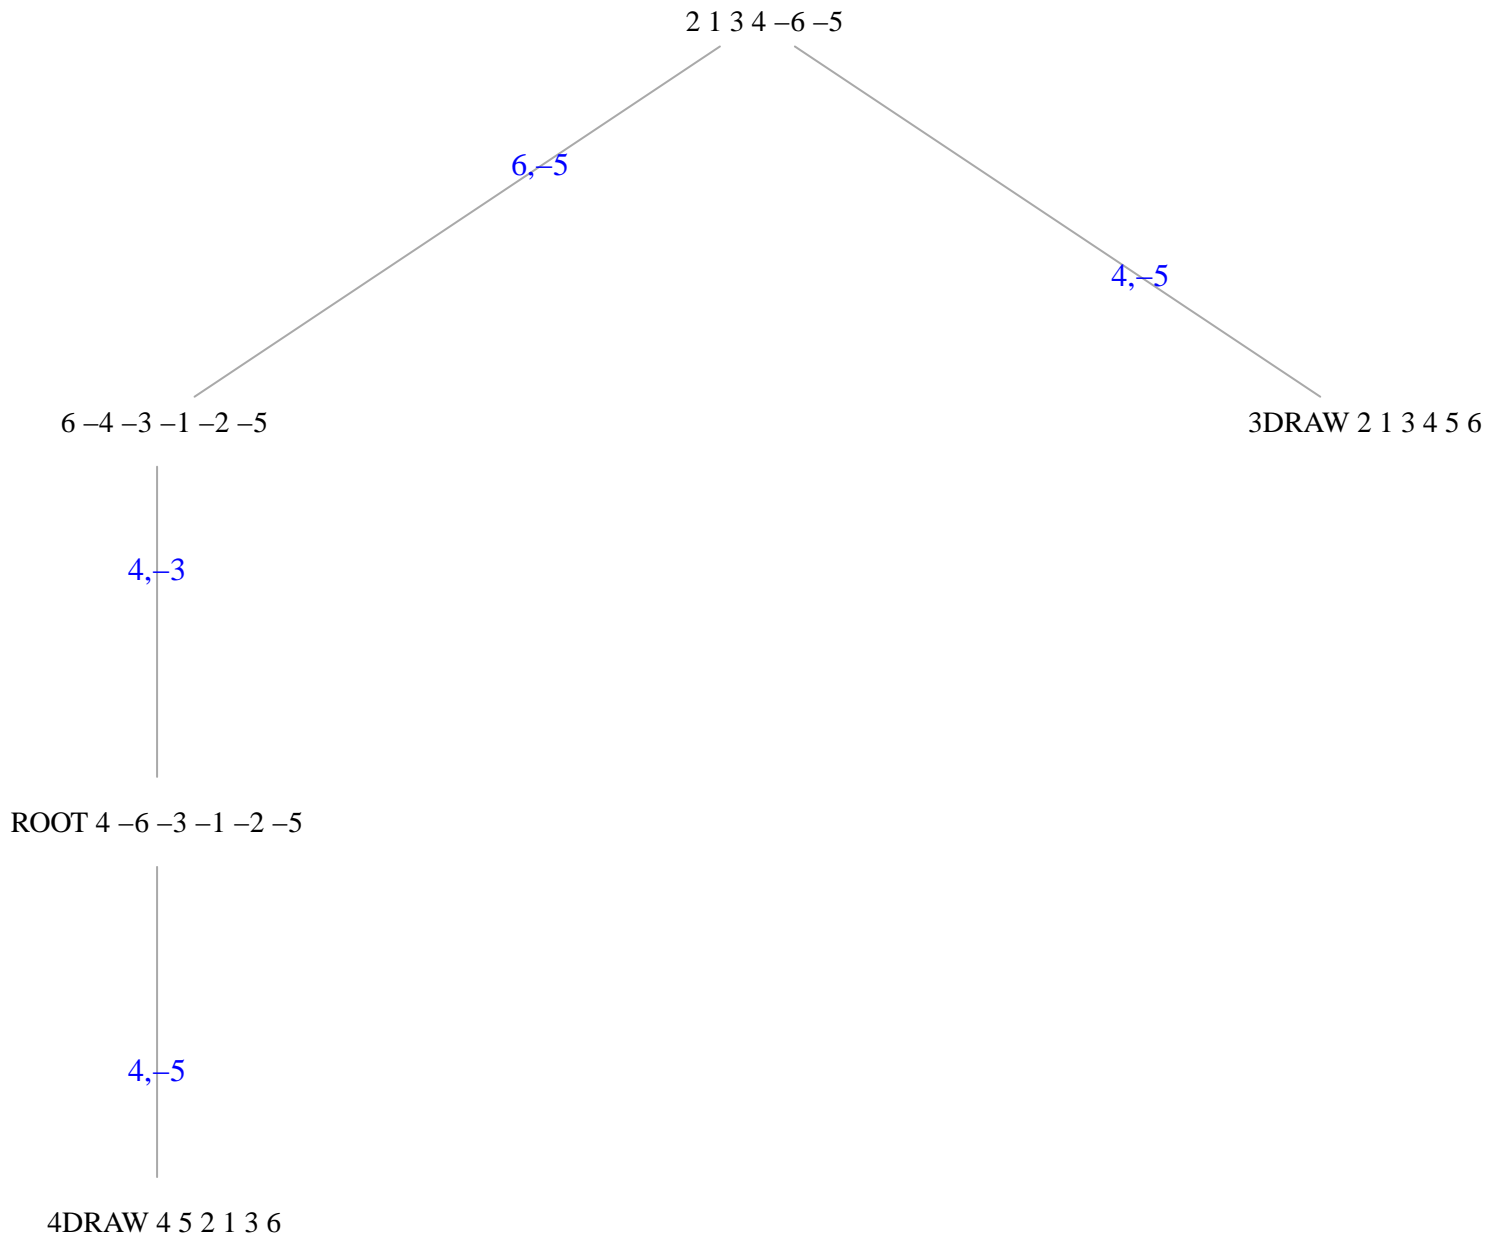 2 1 3 4 –6 –5
6,–5
4,–5
6 –4 –3 –1 –2 –5
3DRAW 2 1 3 4 5 6
4,–3
ROOT 4 –6 –3 –1 –2 –5
4,–5
4DRAW 4 5 2 1 3 6